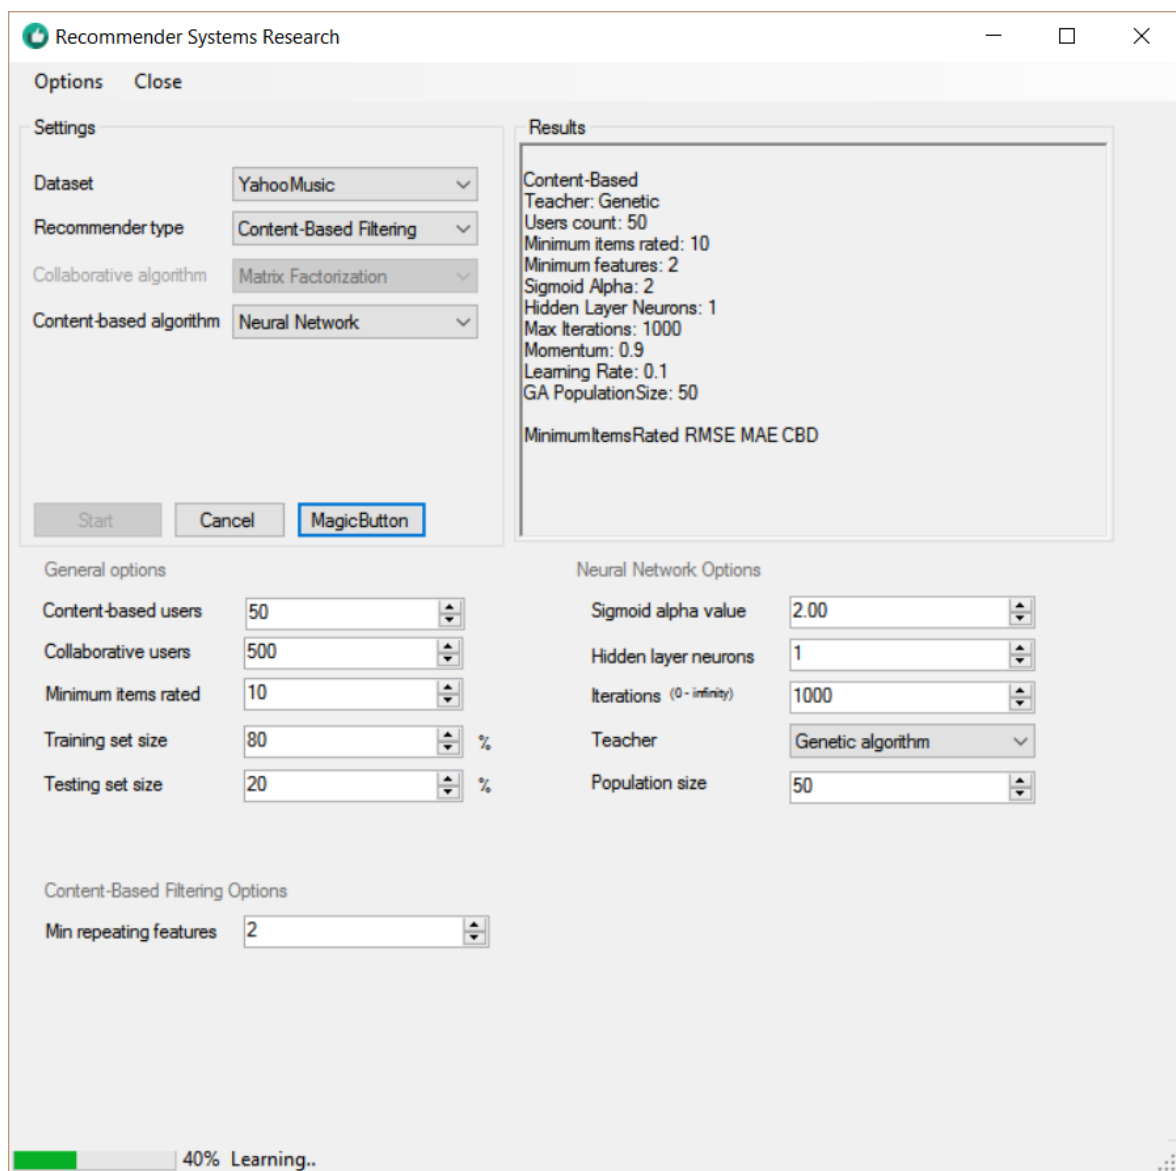 Recommender Systems Research
Options Close
Settings
Dataset YahooMusic
Recommender type Content-Based Filtering
Collaborative algorithm Matrix Factorization
Content-based algorithm Neural Network
Start Cancel MagicButton
Results
Content-Based
Teacher: Genetic
Users count: 50
Minimum items rated: 10
Minimum features: 2
Sigmoid Alpha: 2
Hidden Layer Neurons: 1
Max Iterations: 1000
Momentum: 0.9
Learning Rate: 0.1
GA PopulationSize: 50
MinimumItemsRated RMSE MAE CBD
General options
Content-based users 50
Collaborative users 500
Minimum items rated 10
Training set size 80 %
Testing set size 20 %
Neural Network Options
Sigmoid alpha value 2.00
Hidden layer neurons 1
Iterations (0 - infinity) 1000
Teacher Genetic algorithm
Population size 50
Content-Based Filtering Options
Min repeating features 2
40% Learning..